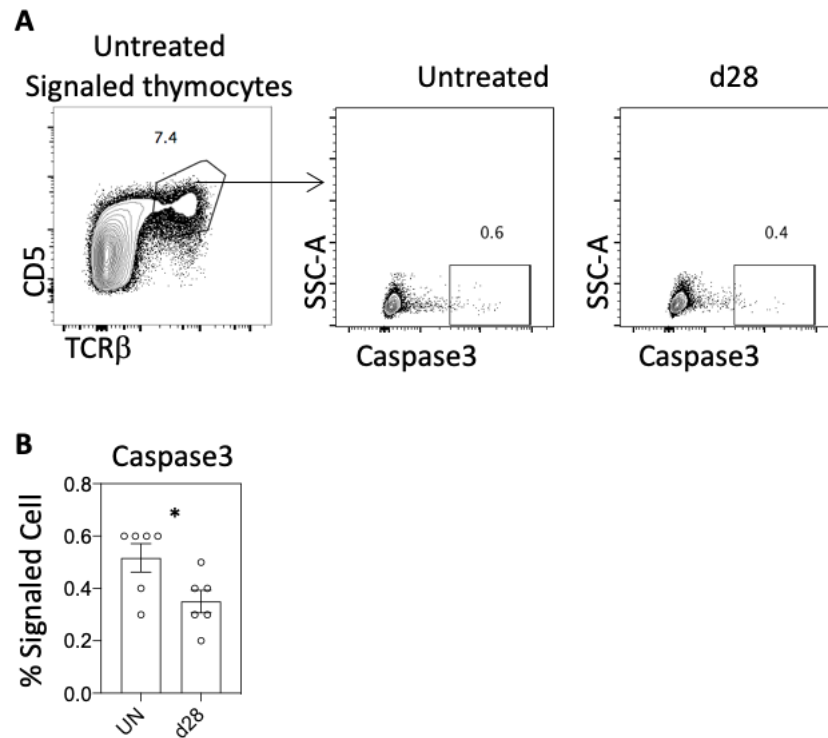 A
Untreated
Signaled thymocytes
Untreated
d28
7.4
0.6
0.4
CD5
SSC-A
SSC-A
TCRβ
Caspase3
Caspase3
B
Caspase3
% Signaled Cell
0.8
*
0.6
0.4
0.2
0.0
UN
d28